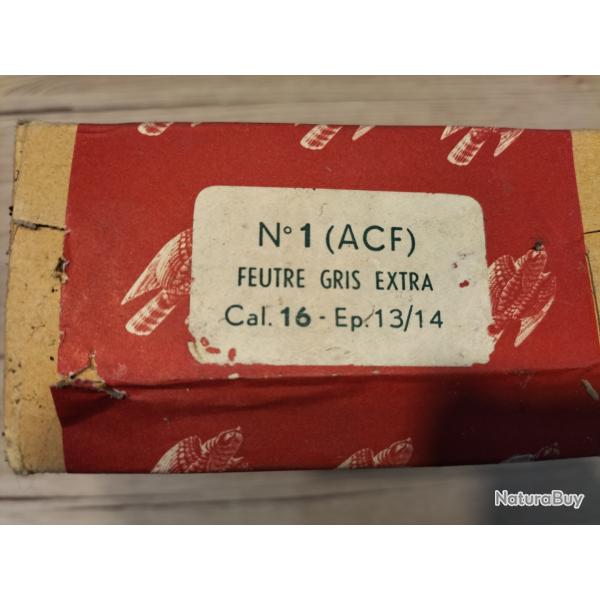 N° 1 (ACF)
FEUTRE GRIS EXTRA
Cal. 16 - Ep. 13/14
NaturaBuy